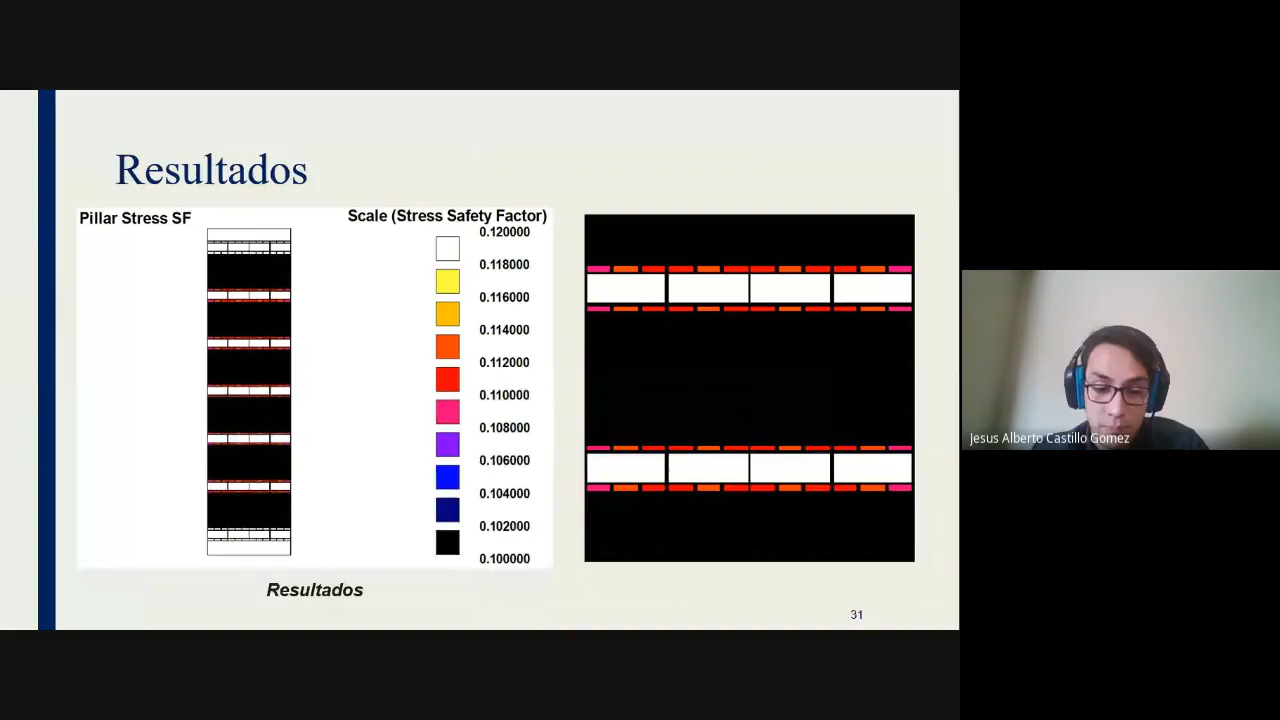 Resultados
Pillar Stress SF
Scale (Stress Safety Factor)
0.120000
0.118000
0.116000
0.114000
0.112000
0.110000
0.108000
0.106000
0.104000
0.102000
0.100000
Resultados
31
Jesus Alberto Castillo Gomez